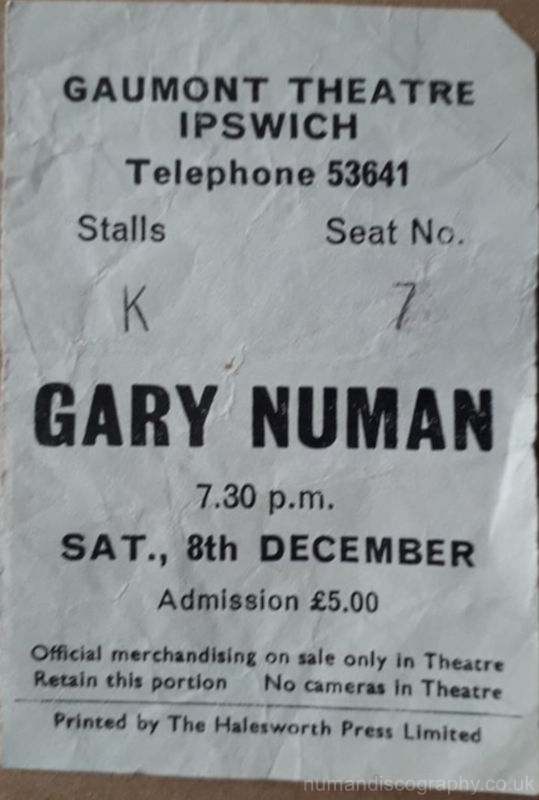 GAUMONT THEATRE
IPSWICH
Telephone 53641
Stalls Seat No.
K 7
GARY NUMAN
7.30 p.m.
SAT., 8th DECEMBER
Admission £5.00
Official merchandising on sale only in Theatre
Retain this portion No cameras in Theatre
Printed by The Halesworth Press Limited
numandiscography.co.uk